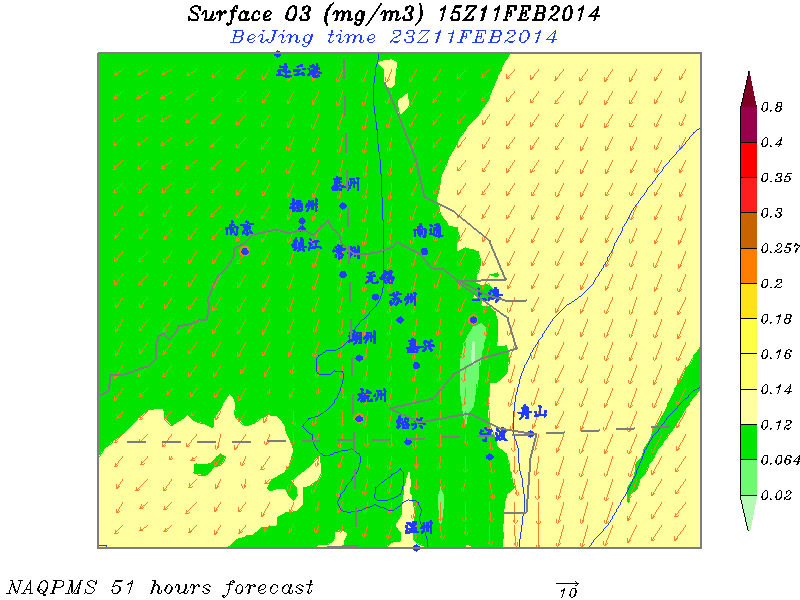 Surface O3 (mg/m3) 15Z11FEB2014
BeiJing time 23Z11FEB2014
连云港
0.8
0.4
0.35
泰州
扬州
0.3
南京
南通
镇江
常州
0.257
无锡
0.2
苏州
上海
0.18
湖州
嘉兴
0.16
杭州
0.14
舟山
绍兴
0.12
宁波
0.064
0.02
温州
NAQPMS 51 hours forecast
10